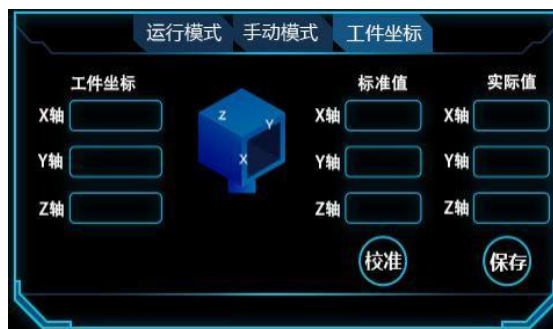 运行模式 手动模式 工件坐标
工件坐标 标准值 实际值
X轴 Z Y X轴 X轴
Y轴 X Y轴 Y轴
Z轴 Z轴 Z轴
校准 保存